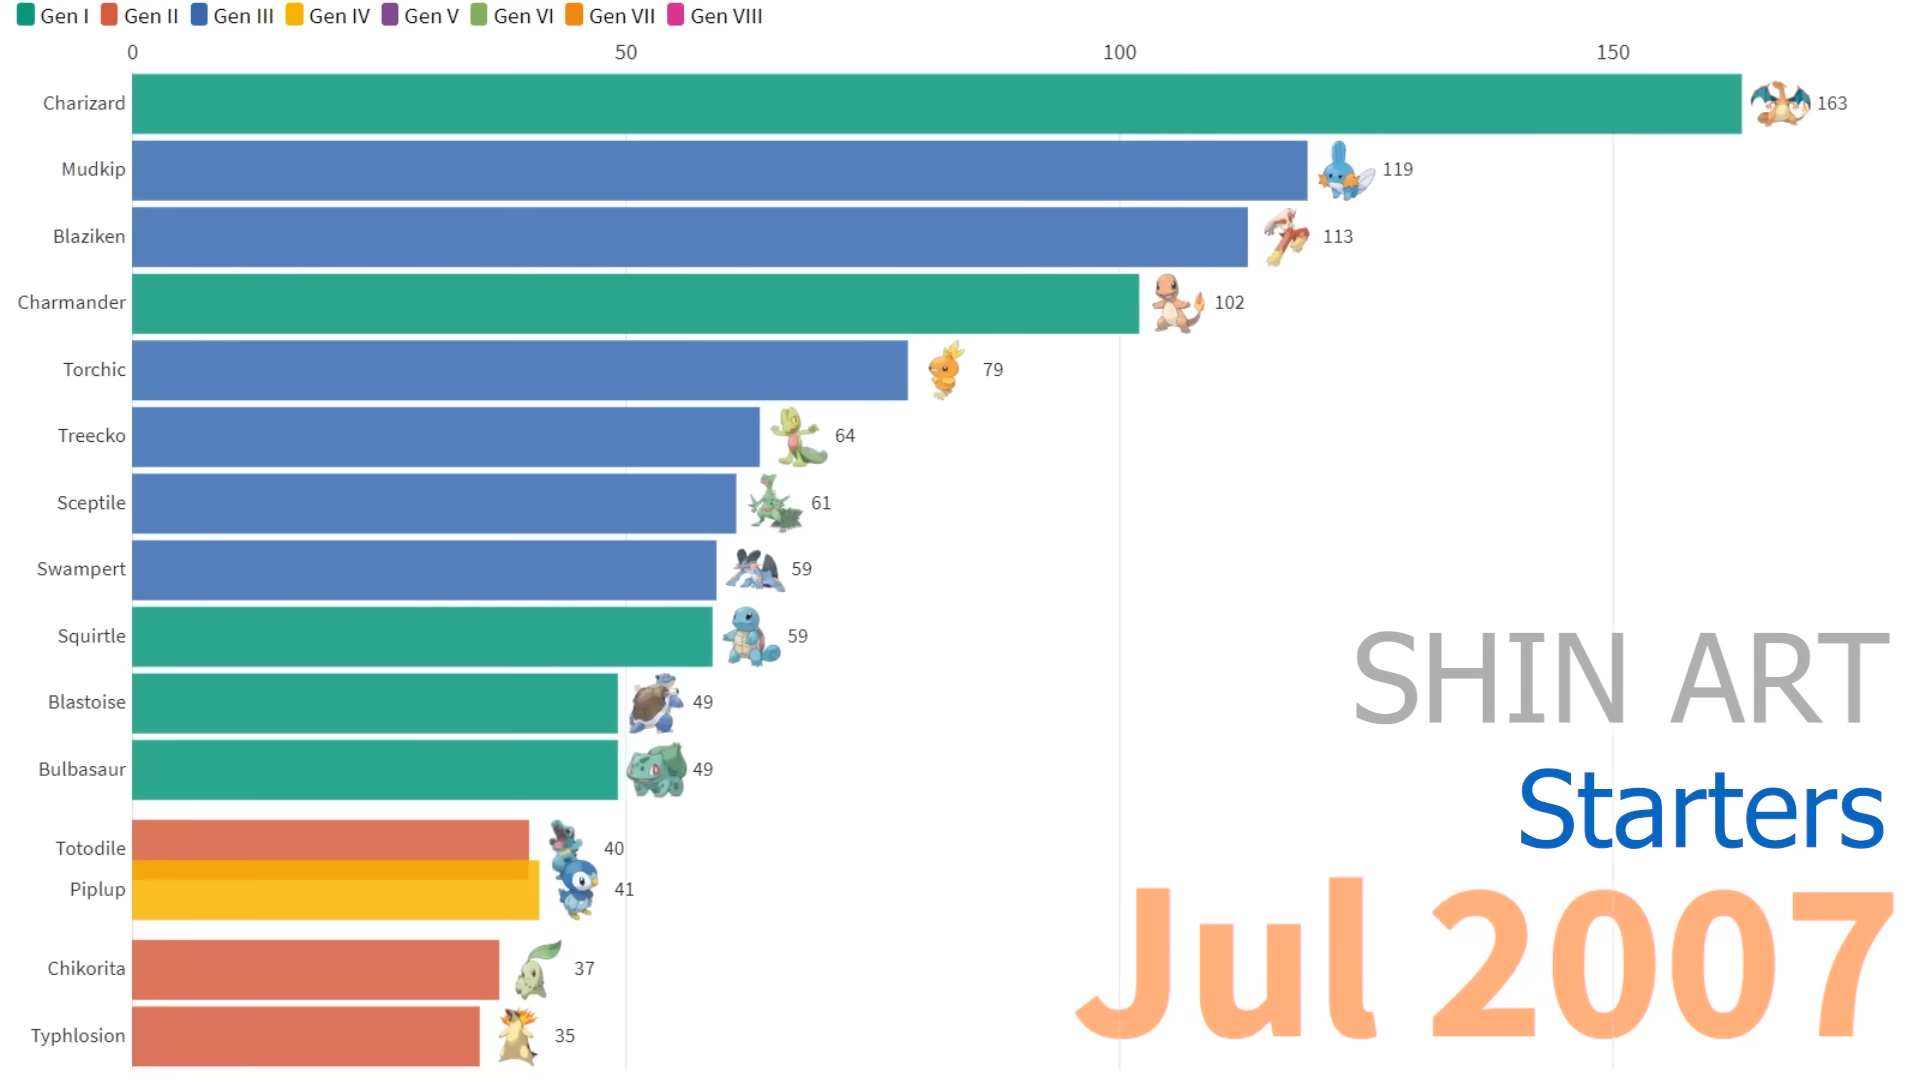 Gen I Gen II Gen III Gen IV Gen V Gen VI Gen VII Gen VIII
0 50 100 150
Charizard 163
Mudkip 119
Blaziken 113
Charmander 102
Torchic 79
Treecko 64
Sceptile 61
Swampert 59
Squirtle 59
SHIN ART
Blastoise 49
Bulbasaur 49
Starters
Totodile 40
Piplup 41
Jul 2007
Chikorita 37
Typhlosion 35